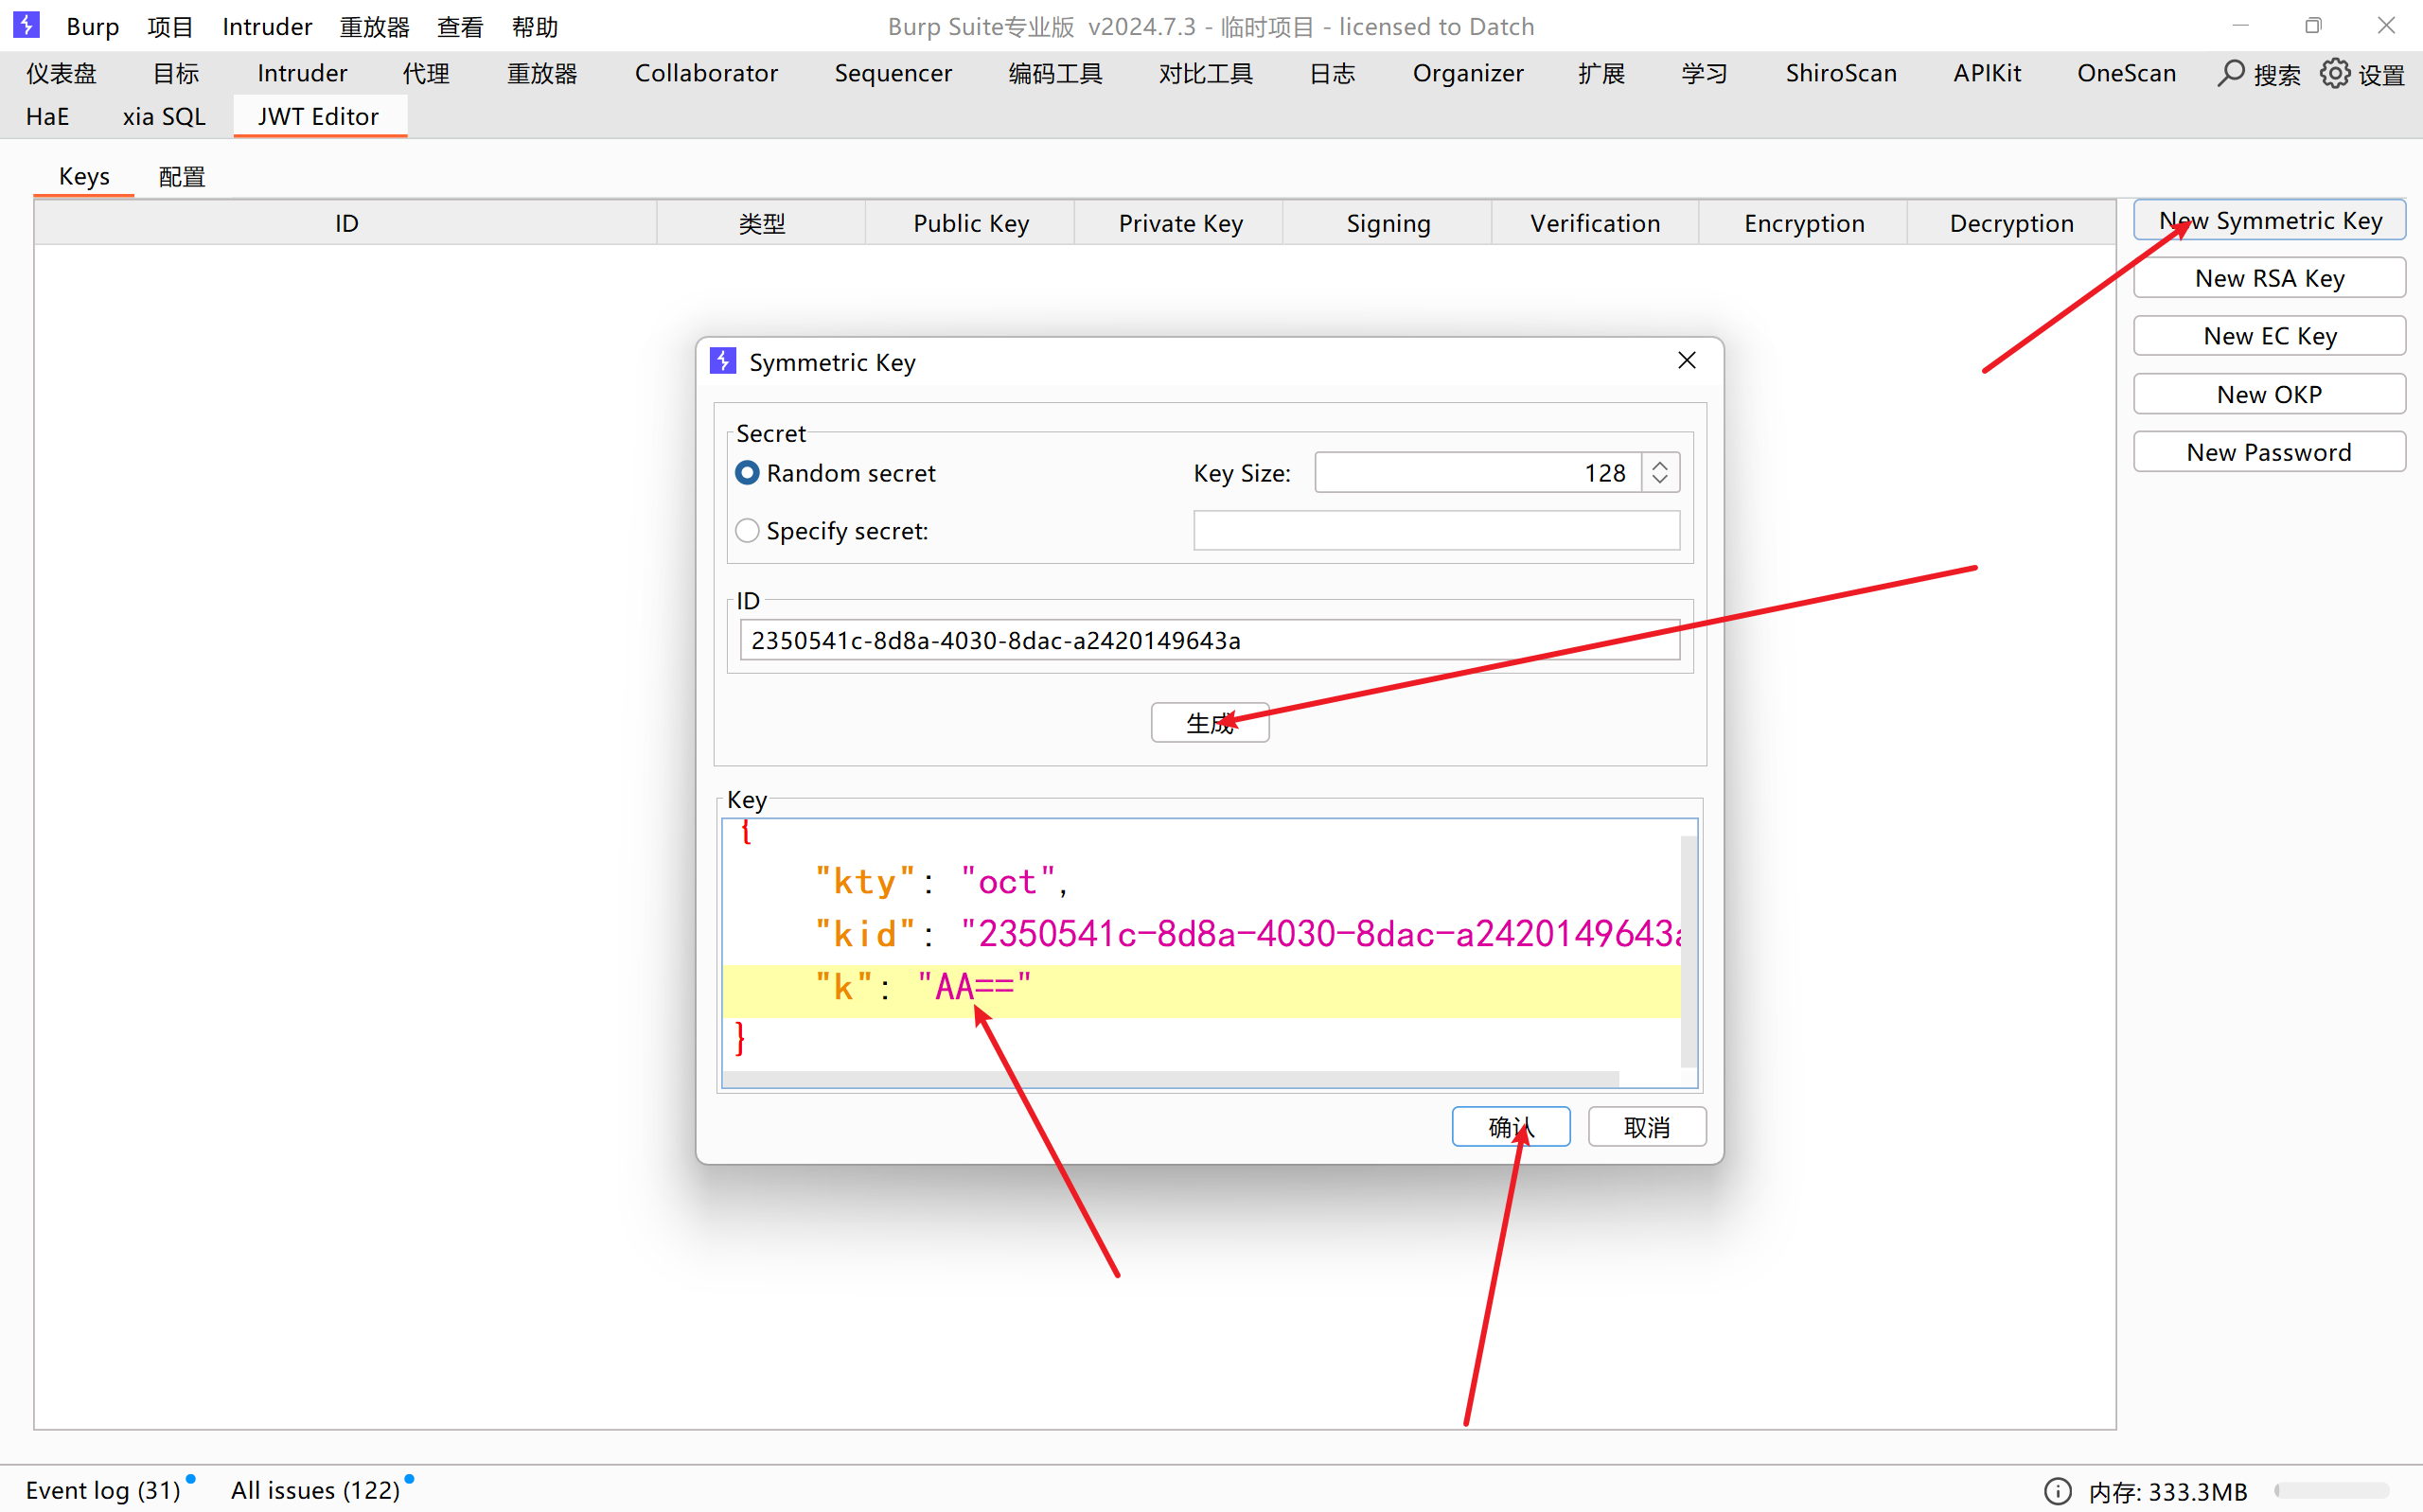 Burp 项目 Intruder 重放器 查看 帮助 Burp Suite专业版 v2024.7.3 - 临时项目 - licensed to Datch
仪表盘 目标 Intruder 代理 重放器 Collaborator Sequencer 编码工具 对比工具 日志 Organizer 扩展 学习 ShiroScan APIKit OneScan 搜索 设置
HaE xia SQL JWT Editor
Keys 配置
ID 类型 Public Key Private Key Signing Verification Encryption Decryption
New Symmetric Key
New RSA Key
New EC Key
New OKP
New Password
Symmetric Key
Secret
Random secret Key Size: 128
Specify secret:
ID
2350541c-8d8a-4030-8dac-a2420149643a
生成
Key
{
"kty": "oct",
"kid": "2350541c-8d8a-4030-8dac-a2420149643a
"k": "AA=="
}
确认 取消
Event log (31) All issues (122) 内存: 333.3MB